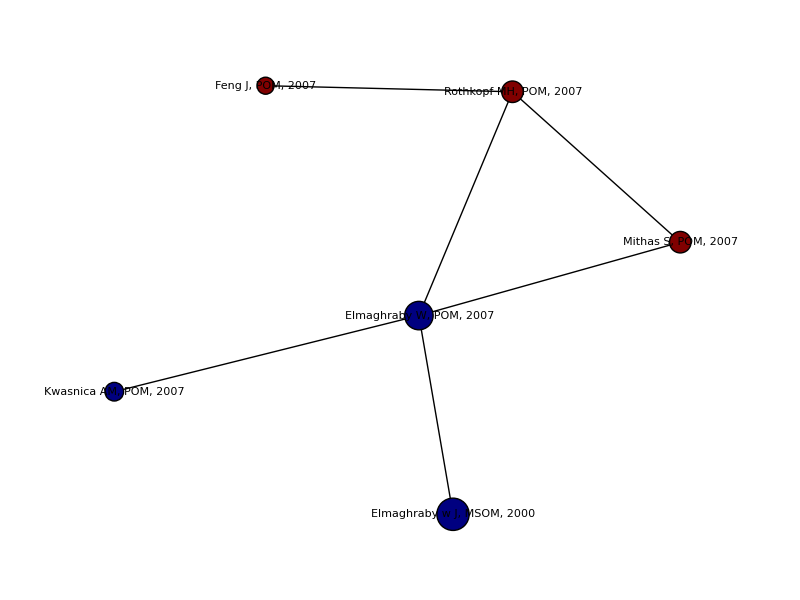 Feng J, POM, 2007
Rothkopf MH, POM, 2007
Mithas S, POM, 2007
Elmaghraby W, POM, 2007
Kwasnica A, POM, 2007
Elmaghraby MSOM, 2000